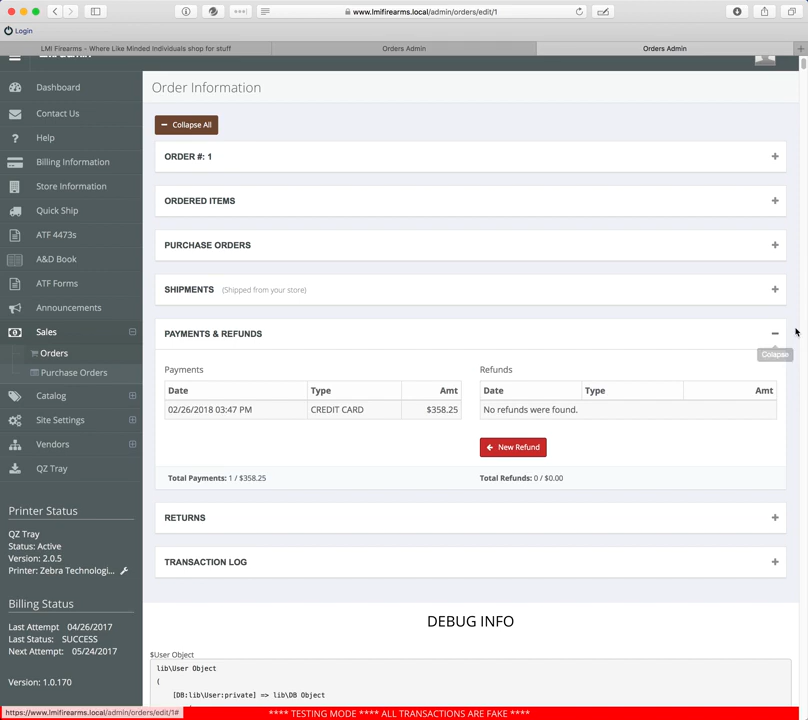 www.lmifirearms.local/admin/orders/edit/1
Login
LMI Firearms - Where Like Minded Individuals shop for stuff
Orders Admin
Orders Admin
Dashboard
Contact Us
Help
Billing Information
Store Information
Quick Ship
ATF 4473s
A&D Book
ATF Forms
Announcements
Sales
Orders
Purchase Orders
Catalog
Site Settings
Vendors
QZ Tray
Printer Status
QZ Tray
Status: Active
Version: 2.0.5
Printer: Zebra Technologi...
Billing Status
Last Attempt 04/26/2017
Last Status: SUCCESS
Next Attempt: 05/24/2017
Version: 1.0.170
Order Information
Collapse All
ORDER #: 1
ORDERED ITEMS
PURCHASE ORDERS
SHIPMENTS (Shipped from your store)
PAYMENTS & REFUNDS
Colapse
Payments
Date Type Amt
02/26/2018 03:47 PM CREDIT CARD $358.25
Refunds
Date Type Amt
No refunds were found.
New Refund
Total Payments: 1 / $358.25
Total Refunds: 0 / $0.00
RETURNS
TRANSACTION LOG
DEBUG INFO
$User Object
lib\User Object
(
[DB:lib\User:private] => lib\DB Object
https://www.lmifirearms.local/admin/orders/edit/1#
**** TESTING MODE **** ALL TRANSACTIONS ARE FAKE ****